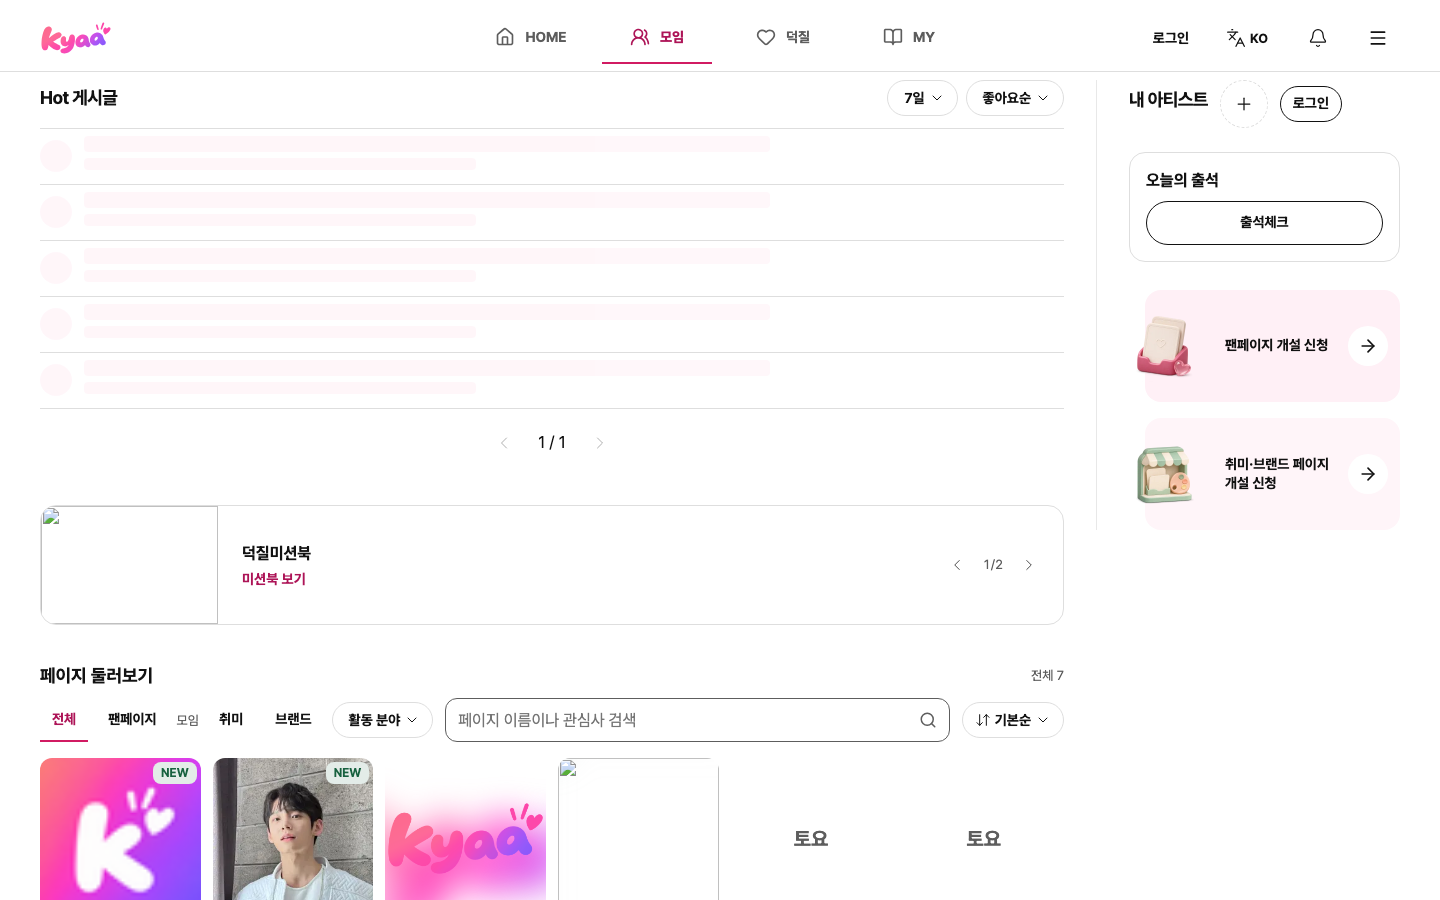 kyaa
HOME
모임
덕질
MY
로그인
KO
Hot 게시글
7일
좋아요순
내 아티스트
로그인
오늘의 출석
출석체크
팬페이지 개설 신청
취미·브랜드 페이지
개설 신청
1 / 1
덕질미션북
미션북 보기
1/2
페이지 둘러보기
전체 7
전체
팬페이지
모임
취미
브랜드
활동 분야
페이지 이름이나 관심사 검색
기본순
NEW
NEW
k
kyaa
토요
토요